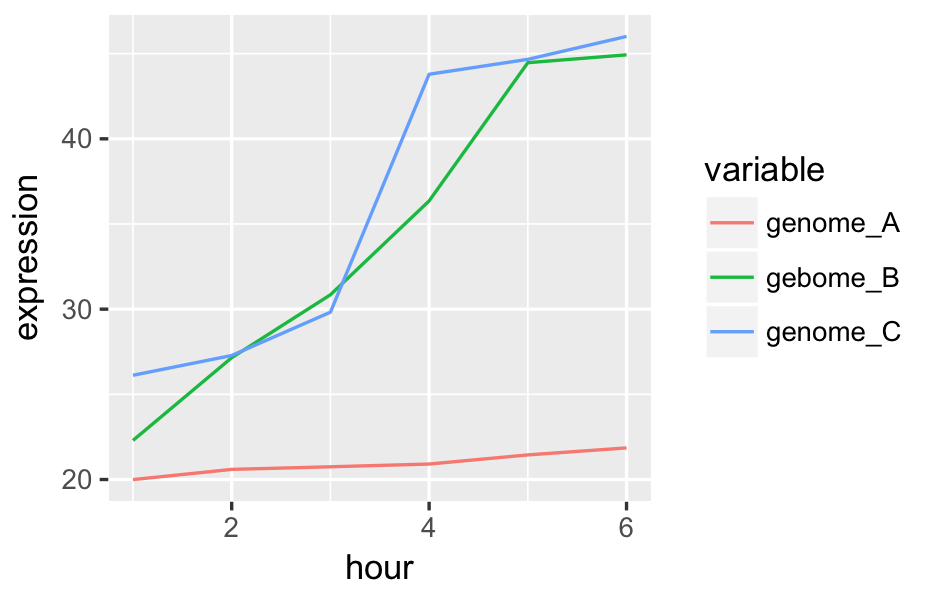 expression
40
30
20
2 4 6
hour
variable
genome_A
gebome_B
genome_C